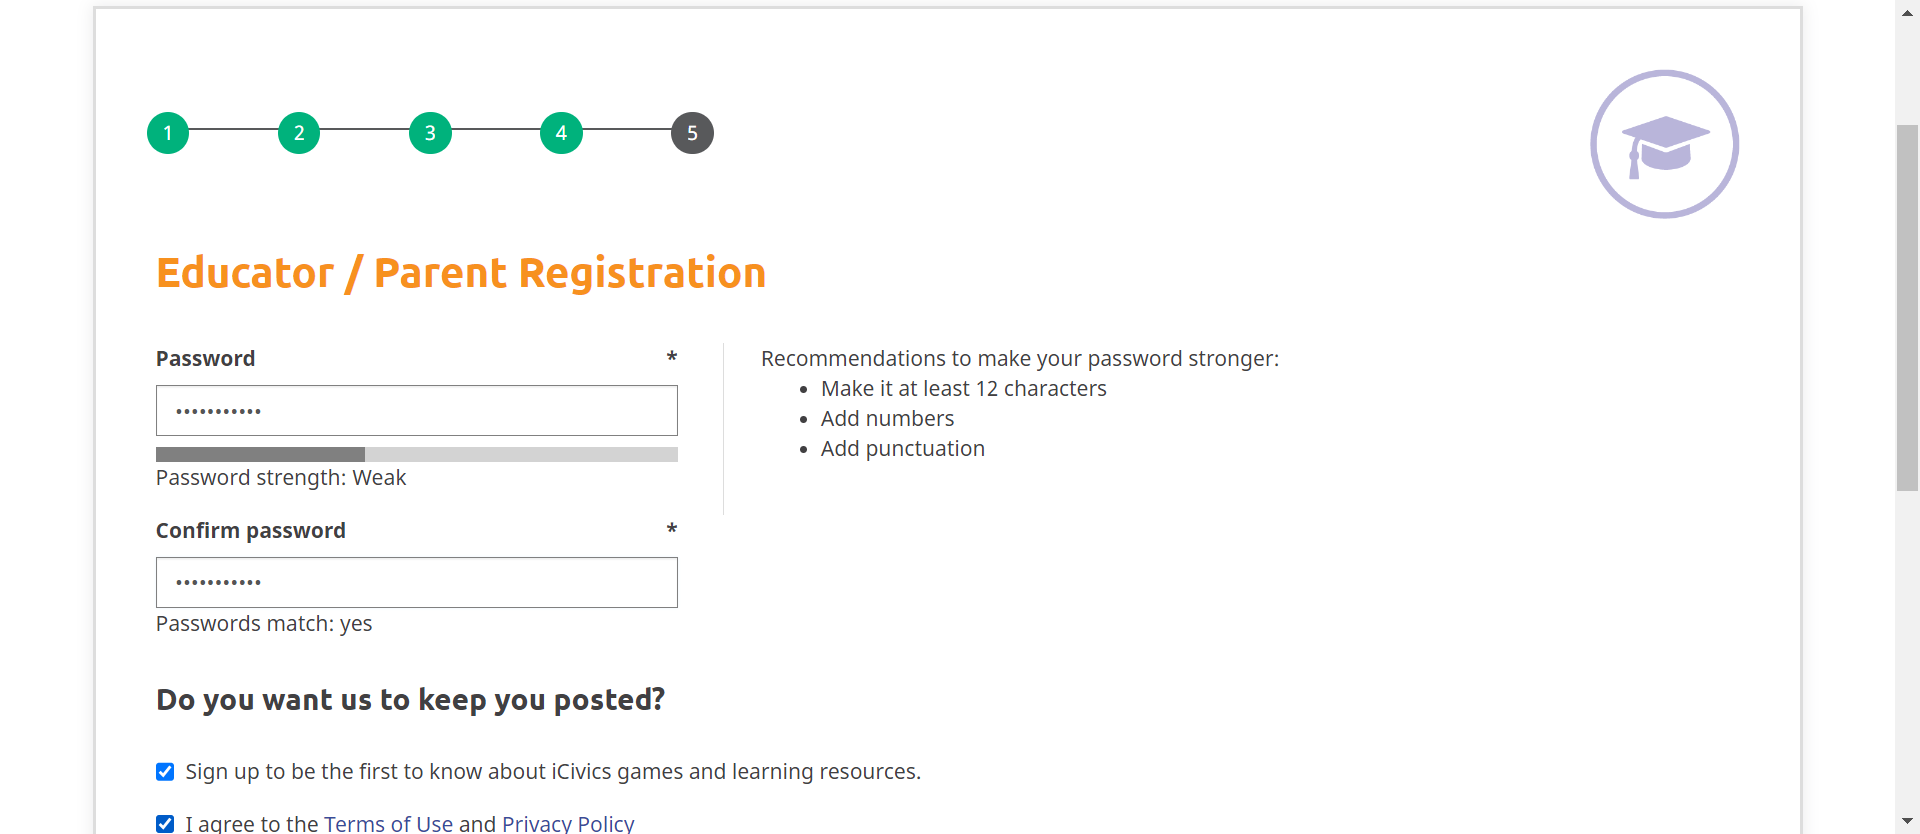 1 2 3 4 5
Educator / Parent Registration
Password *
•••••••••••
Password strength: Weak
Recommendations to make your password stronger:
• Make it at least 12 characters
• Add numbers
• Add punctuation
Confirm password *
•••••••••••
Passwords match: yes
Do you want us to keep you posted?
Sign up to be the first to know about iCivics games and learning resources.
I agree to the Terms of Use and Privacy Policy